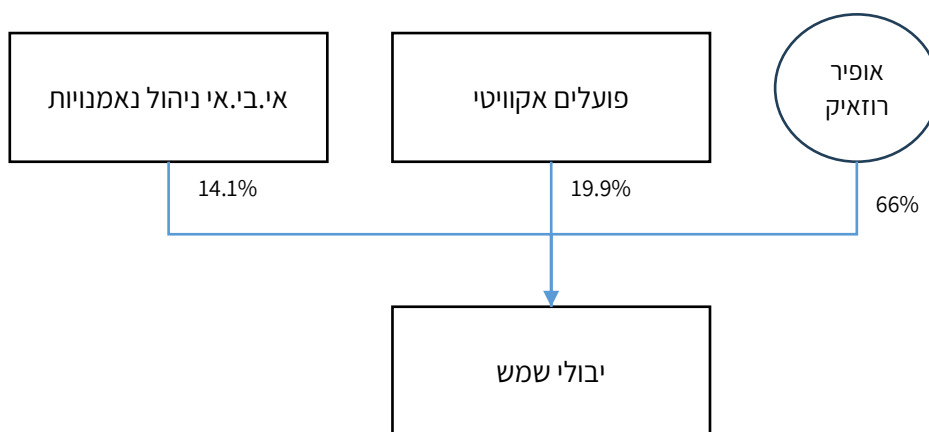 אופיר
רוזאיק
פועלים אקוויטי
אי.בי.אי ניהול נאמנויות
66%
19.9%
14.1%
יבולי שמש